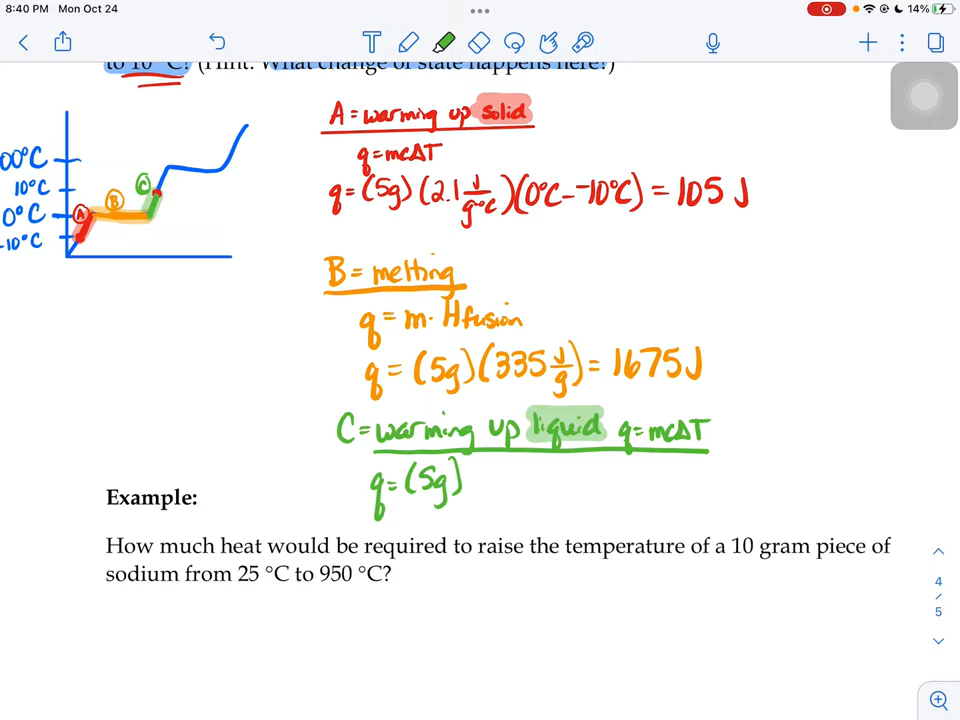 8:40 PM Mon Oct 24
14%
to 10 °C? (Hint: What change of state happens here?)
A = warming up solid
q = mcΔT
q = (5g) (2.1 J/g·°C) (0°C - -10°C) = 105 J
00°C
10°C
0°C
-10°C
A
B
C
B = melting
q = m · Hfusion
q = (5g) (335 J/g) = 1675 J
C = warming up liquid q = mcΔT
q = (5g)
Example:
How much heat would be required to raise the temperature of a 10 gram piece of
sodium from 25 °C to 950 °C?
4
/
5